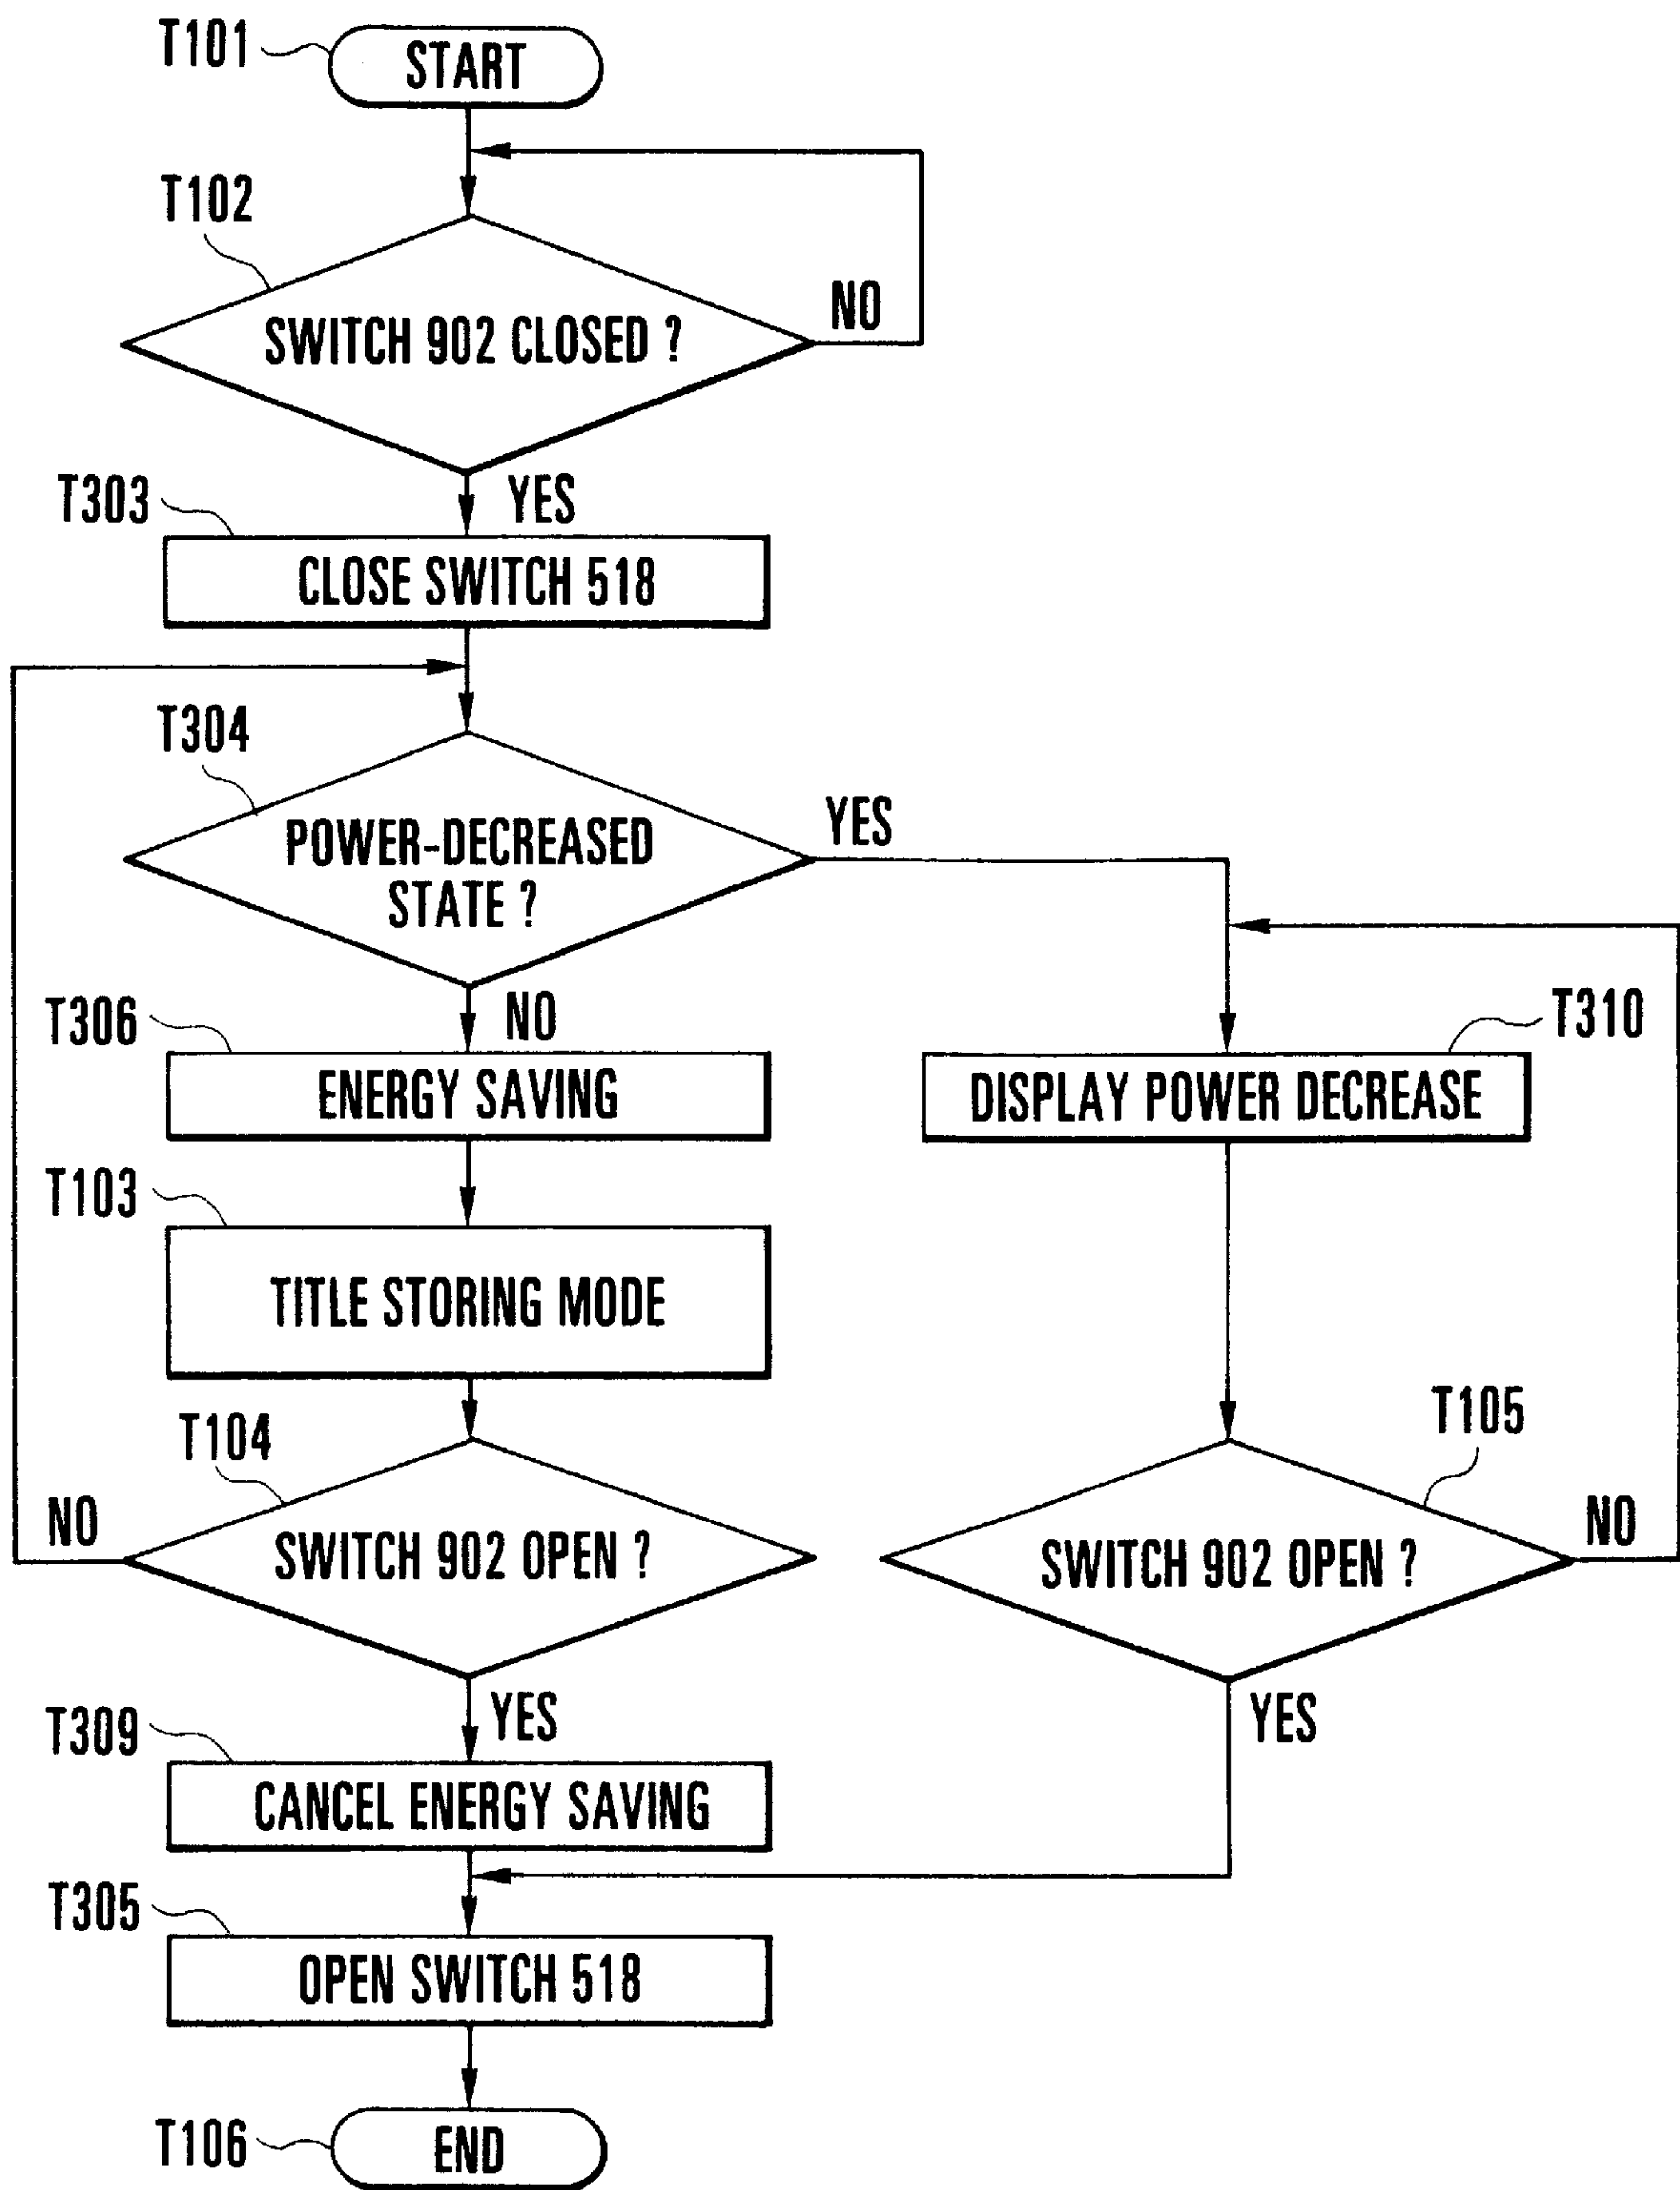 T101
START
T102
SWITCH 902 CLOSED ?
NO
YES
T303
CLOSE SWITCH 518
T304
POWER-DECREASED
STATE ?
YES
NO
T306
ENERGY SAVING
T310
DISPLAY POWER DECREASE
T103
TITLE STORING MODE
T104
SWITCH 902 OPEN ?
NO
YES
T105
SWITCH 902 OPEN ?
NO
YES
T309
CANCEL ENERGY SAVING
T305
OPEN SWITCH 518
T106
END